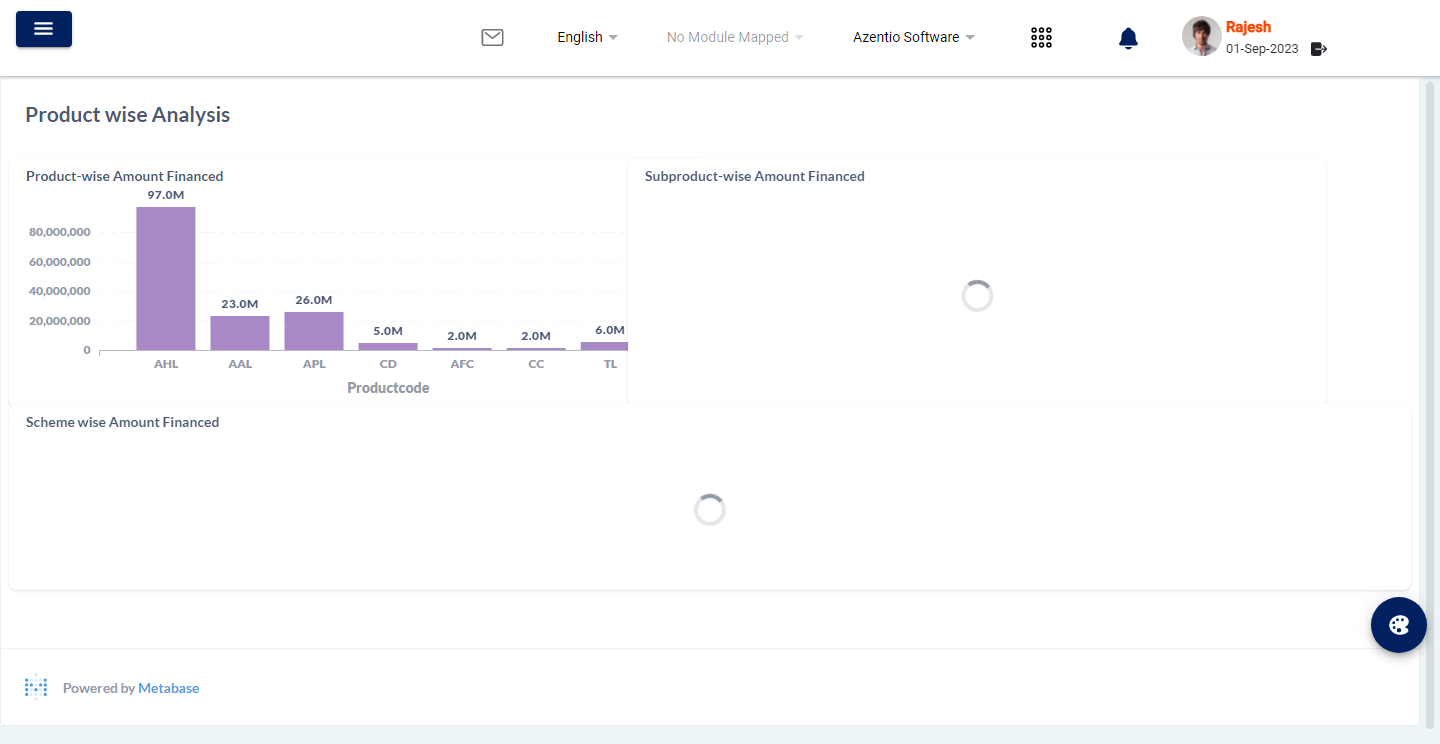 English
No Module Mapped
Azentio Software
Rajesh
01-Sep-2023
Product wise Analysis
Product-wise Amount Financed
97.0M
80,000,000
60,000,000
40,000,000
20,000,000
0
23.0M
26.0M
5.0M
2.0M
2.0M
6.0M
AHL
AAL
APL
CD
AFC
CC
TL
Productcode
Subproduct-wise Amount Financed
Scheme wise Amount Financed
Powered by Metabase